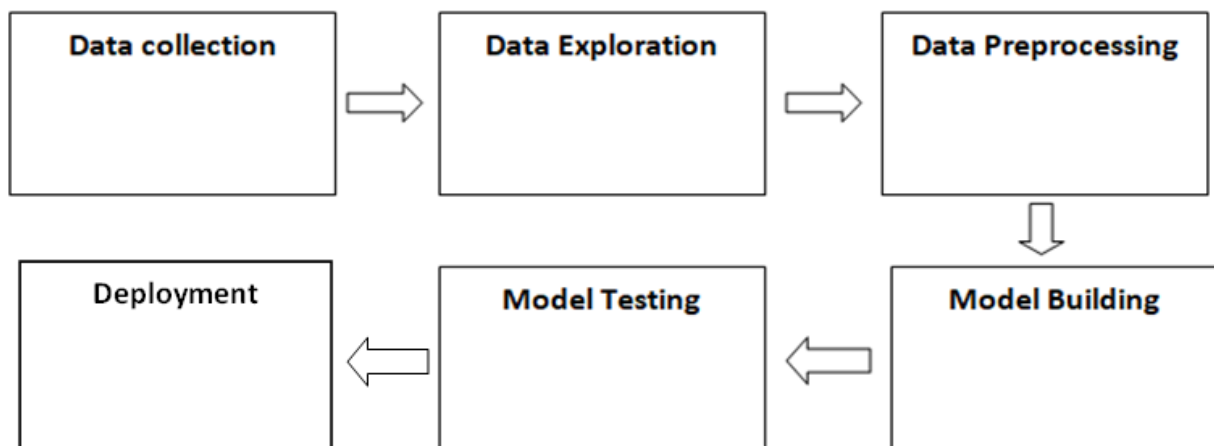 Data collection
Data Exploration
Data Preprocessing
Deployment
Model Testing
Model Building